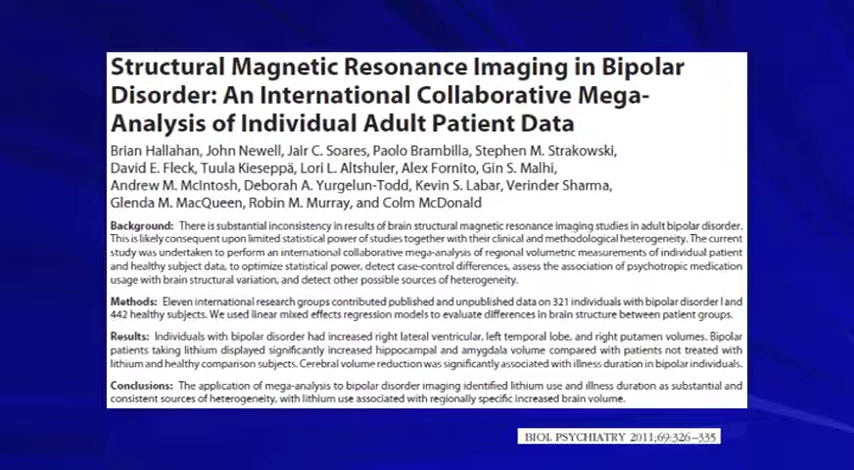 Structural Magnetic Resonance Imaging in Bipolar
Disorder: An International Collaborative Mega-
Analysis of Individual Adult Patient Data
Brian Hallahan, John Newell, Jair C. Soares, Paolo Brambilla, Stephen M. Strakowski,
David E. Fleck, Tuula Kieseppä, Lori L. Altshuler, Alex Fornito, Gin S. Malhi,
Andrew M. McIntosh, Deborah A. Yurgelun-Todd, Kevin S. Labar, Verinder Sharma,
Glenda M. MacQueen, Robin M. Murray, and Colm McDonald
Background: There is substantial inconsistency in results of brain structural magnetic resonance imaging studies in adult bipolar disorder.
This is likely consequent upon limited statistical power of studies together with their clinical and methodological heterogeneity. The current
study was undertaken to perform an international collaborative mega-analysis of regional volumetric measurements of individual patient
and healthy subject data, to optimize statistical power, detect case-control differences, assess the association of psychotropic medication
usage with brain structural variation, and detect other possible sources of heterogeneity.
Methods: Eleven international research groups contributed published and unpublished data on 321 individuals with bipolar disorder I and
442 healthy subjects. We used linear mixed effects regression models to evaluate differences in brain structure between patient groups.
Results: Individuals with bipolar disorder had increased right lateral ventricular, left temporal lobe, and right putamen volumes. Bipolar
patients taking lithium displayed significantly increased hippocampal and amygdala volume compared with patients not treated with
lithium and healthy comparison subjects. Cerebral volume reduction was significantly associated with illness duration in bipolar individuals.
Conclusions: The application of mega-analysis to bipolar disorder imaging identified lithium use and illness duration as substantial and
consistent sources of heterogeneity, with lithium use associated with regionally specific increased brain volume.
BIOL PSYCHIATRY 2011;69:326–335